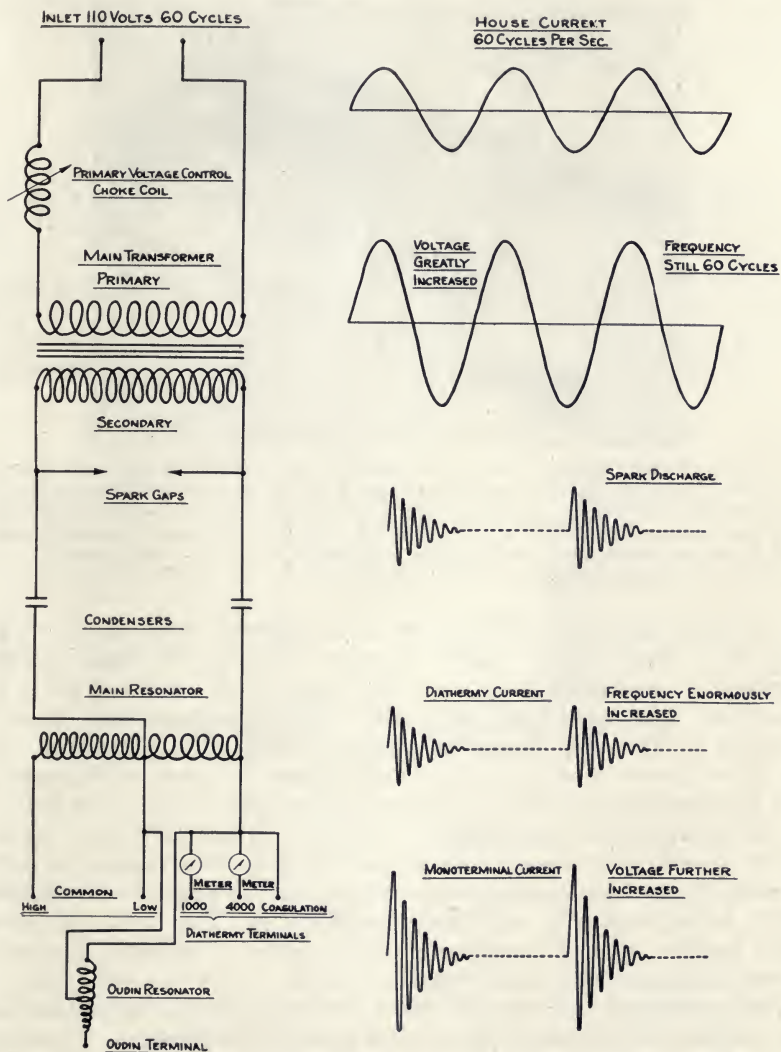 INLET 110 VOLTS 60 CYCLES
HOUSE CURRENT
60 CYCLES PER SEC.
PRIMARY VOLTAGE CONTROL
CHOKE COIL
MAIN TRANSFORMER
PRIMARY
VOLTAGE
GREATLY
INCREASED
FREQUENCY
STILL 60 CYCLES
SECONDARY
SPARK GAPS
SPARK DISCHARGE
CONDENSERS
MAIN RESONATOR
DIATHERMY CURRENT
FREQUENCY ENORMOUSLY
INCREASED
METER
METER
COMMON
HIGH
LOW
1000
4000
COAGULATION
DIATHERMY TERMINALS
MONOTERMINAL CURRENT
VOLTAGE FURTHER
INCREASED
OUDIN RESONATOR
OUDIN TERMINAL